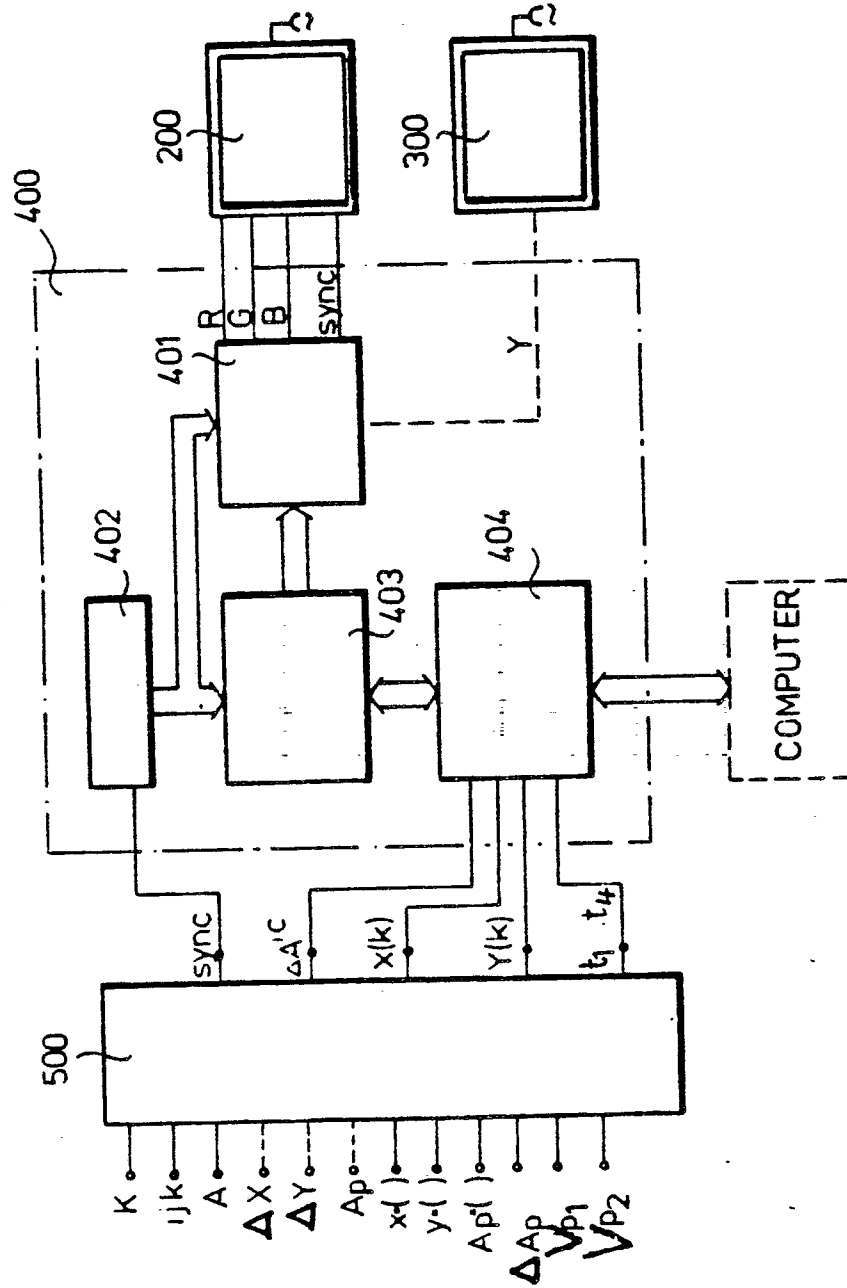 400
200
300
401
R
G
B
sync
Y
402
403
404
COMPUTER
500
sync
ΔA'C
X(k)
Y(k)
t1 t4
K
ijk
A
ΔX
ΔY
Ap
x·( )
y·( )
Ap·( )
ΔAp
Vp1
Vp2